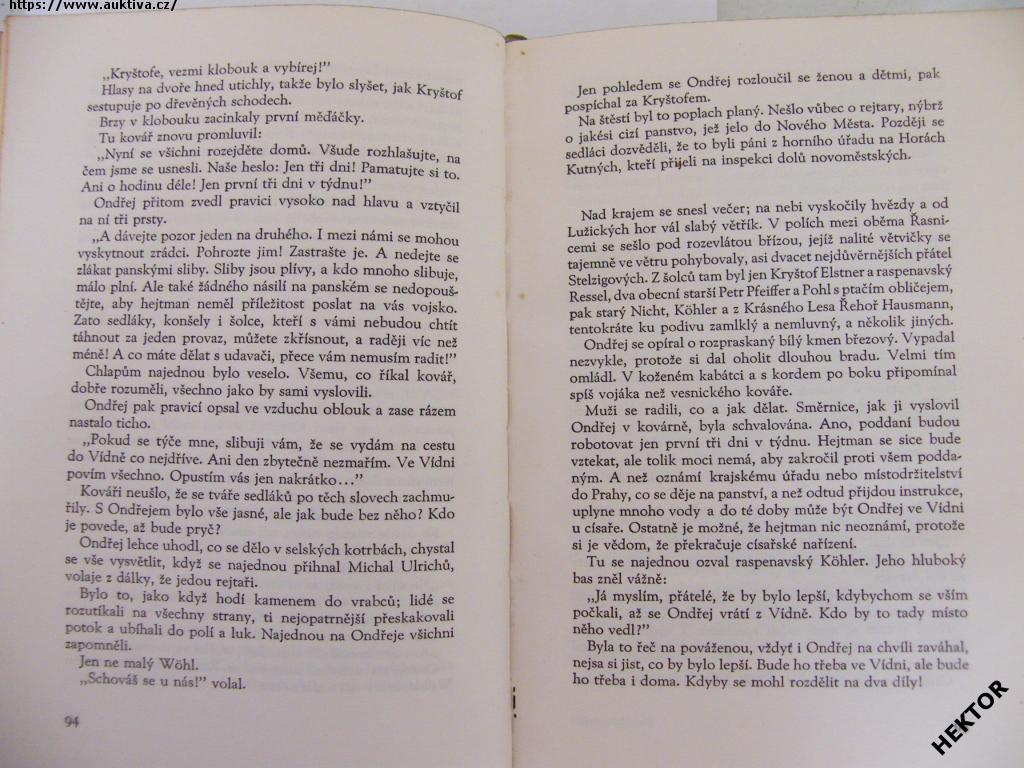 https://www.auktiva.cz/
„Kryštofe, vezmi klobouk a vybírej!”
Hlasy na dvoře hned utichly, takže bylo slyšet, jak Kryštof
sestupuje po dřevěných schodech.
Brzy v klobouku zacinkaly první měďáčky.
Tu kovář znovu promluvil:
„Nyní se všichni rozejděte domů. Všude rozhlašujte, na
čem jsme se usnesli. Naše heslo: Jen tři dni! Pamatujte si to.
Ani o hodinu déle! Jen první tři dni v týdnu!”
Ondřej přitom zvedl pravici vysoko nad hlavu a vztyčil
na ní tři prsty.
„A dávejte pozor jeden na druhého. I mezi námi se mohou
vyskytnout zrádci. Pohrozte jim! Zastrašte je. A nedejte se
zlákat panskými sliby. Sliby jsou plívy, a kdo mnoho slibuje,
málo plní. Ale také žádného násilí na panském se nedopouš-
tějte, aby hejtman neměl příležitost poslat na vás vojsko.
Zato sedláky, konšely i šolce, kteří s vámi nebudou chtít
táhnout za jeden provaz, můžete zkřísnout, a raději víc než
méně! A co máte dělat s udavači, přece vám nemusím radit!”
Chlapům najednou bylo veselo. Všemu, co říkal kovář,
dobře rozuměli, všechno jako by sami vyslovili.
Ondřej pak pravicí opsal ve vzduchu oblouk a zase rázem
nastalo ticho.
„Pokud se týče mne, slibuji vám, že se vydám na cestu
do Vídně co nejdříve. Ani den zbytečně nezmařím. Ve Vídni
povím všechno. Opustím vás jen nakrátko...”
Kováři neušlo, že se tváře sedláků po těch slovech zachmu-
řily. S Ondřejem bylo vše jasné, ale jak bude bez něho? Kdo
je povede, až bude pryč?
Ondřej lehce uhodl, co se dělo v selských kotrbách, chystal
se vše vysvětlit, když se najednou přihnal Michal Ulrichů,
volaje z dálky, že jedou rejtaři.
Bylo to, jako když hodí kamenem do vrabců; lidé se
rozutíkali na všechny strany, ti nejopatrnější přeskakovali
potok a ubíhali do polí a luk. Najednou na Ondřeje všichni
zapomněli.
Jen ne malý Wöhl.
„Schováš se u nás!” volal.
94
Jen pohledem se Ondřej rozloučil se ženou a dětmi, pak
pospíchal za Kryštofem.
Na štěstí byl to poplach planý. Nešlo vůbec o rejtary, nýbrž
o jakési cizí panstvo, jež jelo do Nového Města. Později se
sedláci dozvěděli, že to byli páni z horního úřadu na Horách
Kutných, kteří přijeli na inspekci dolů novoměstských.
Nad krajem se snesl večer; na nebi vyskočily hvězdy a od
Lužických hor vál slabý větřík. V polích mezi oběma Řasni-
cemi se sešlo pod rozevlátou břízou, jejíž nalité větvičky se
tajemně ve větru pohybovaly, asi dvacet nejdůvěrnějších přátel
Stelzigových. Z šolců tam byl jen Kryštof Elstner a raspenavský
Ressel, dva obecní starší Petr Pfeiffer a Pohl s ptačím obličejem,
pak starý Nicht, Köhler a z Krásného Lesa Řehoř Hausmann,
tentokráte ku podivu zamlklý a nemluvný, a několik jiných.
Ondřej se opíral o rozpraskaný bílý kmen březový. Vypadal
nezvykle, protože si dal oholit dlouhou bradu. Velmi tím
omládl. V koženém kabátci a s kordem po boku připomínal
spíš vojáka než vesnického kováře.
Muži se radili, co a jak dělat. Směrnice, jak ji vyslovil
Ondřej v kovárně, byla schvalována. Ano, poddaní budou
robotovat jen první tři dni v týdnu. Hejtman se sice bude
vztekat, ale tolik moci nemá, aby zakročil proti všem podda-
ným. A než oznámí krajskému úřadu nebo místodržitelství
do Prahy, co se děje na panství, a než odtud přijdou instrukce,
uplyne mnoho vody a do té doby může být Ondřej ve Vídni
u císaře. Ostatně je možné, že hejtman nic neoznámí, protože
si je vědom, že překračuje císařské nařízení.
Tu se najednou ozval raspenavský Köhler. Jeho hluboký
bas zněl vážně:
„Já myslím, přátelé, že by bylo lepší, kdybychom se vším
počkali, až se Ondřej vrátí z Vídně. Kdo by to tady místo
něho vedl?”
Byla to řeč na pováženou, vždyť i Ondřej na chvíli zaváhal,
nejsa si jist, co by bylo lepší. Bude ho třeba ve Vídni, ale bude
ho třeba i doma. Kdyby se mohl rozdělit na dva díly!
HEKTOR